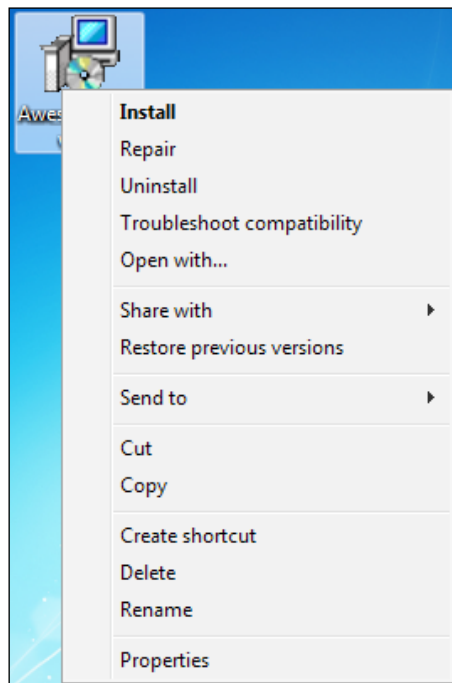 Awes
Install
Repair
Uninstall
Troubleshoot compatibility
Open with...
Share with
Restore previous versions
Send to
Cut
Copy
Create shortcut
Delete
Rename
Properties